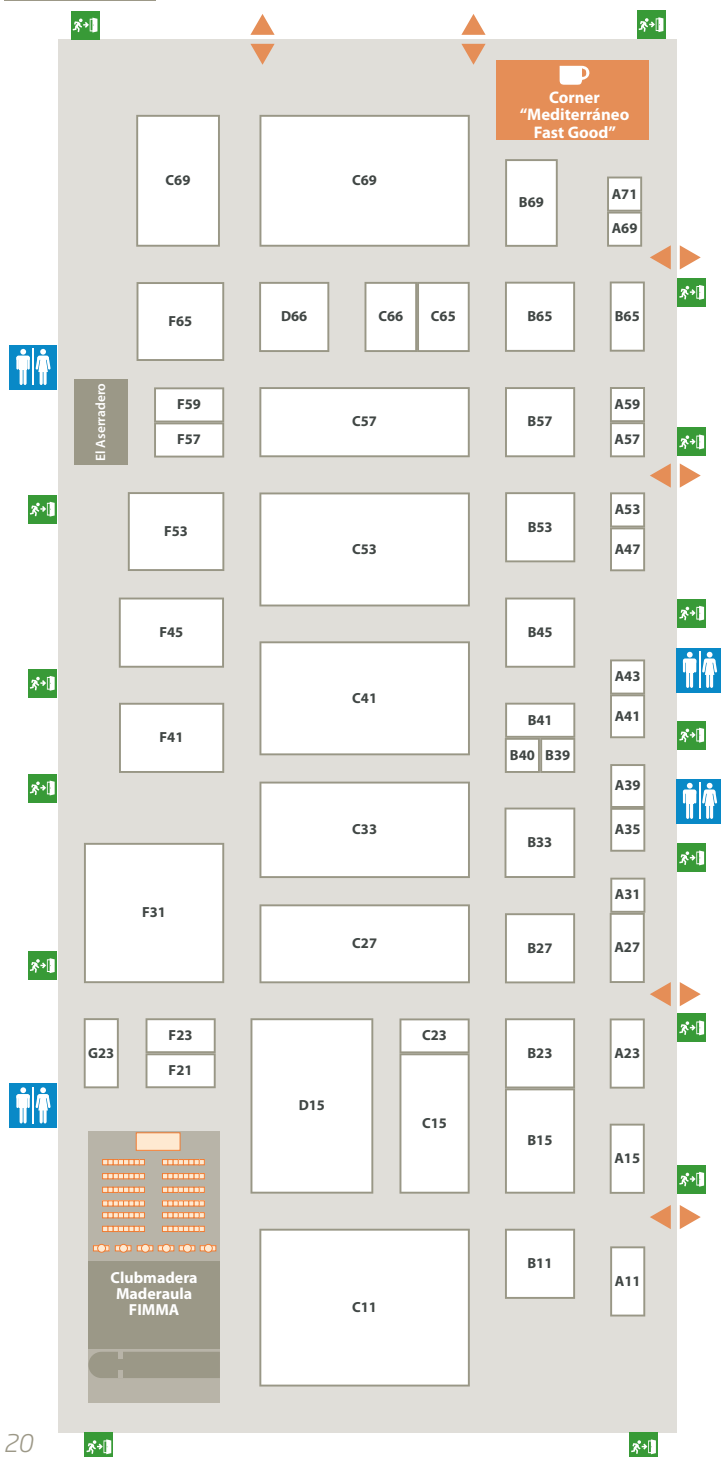 Corner
“Mediterráneo
Fast Good”
C69
C69
B69
A71
A69
F65
D66
C66
C65
B65
B65
El Aserradero
F59
F57
C57
B57
A59
A57
F53
C53
B53
A53
A47
F45
B45
C41
A43
A41
F41
B41
B40
B39
A39
C33
B33
A35
F31
A31
C27
B27
A27
G23
F23
F21
D15
C23
C15
B23
B15
A23
A15
Clubmadera
Maderaula
FIMMA
C11
B11
A11
20